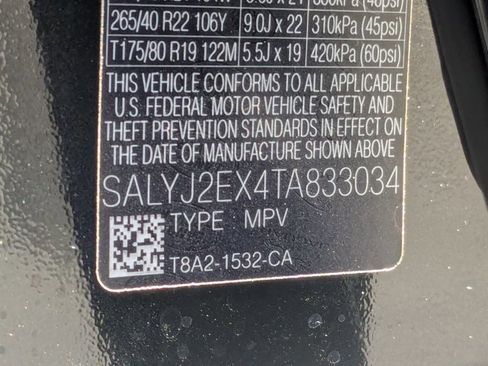 265/40 R22 106Y 9.0J x 22 310kPa (45psi)
T175/80 R19 122M 5.5J x 19 420kPa (60psi)
THIS VEHICLE CONFORMS TO ALL APPLICABLE
U.S. FEDERAL MOTOR VEHICLE SAFETY AND
THEFT PREVENTION STANDARDS IN EFFECT ON
THE DATE OF MANUFACTURE SHOWN ABOVE
SALYJ2EX4TA833034
TYPE MPV
T8A2-1532-CA